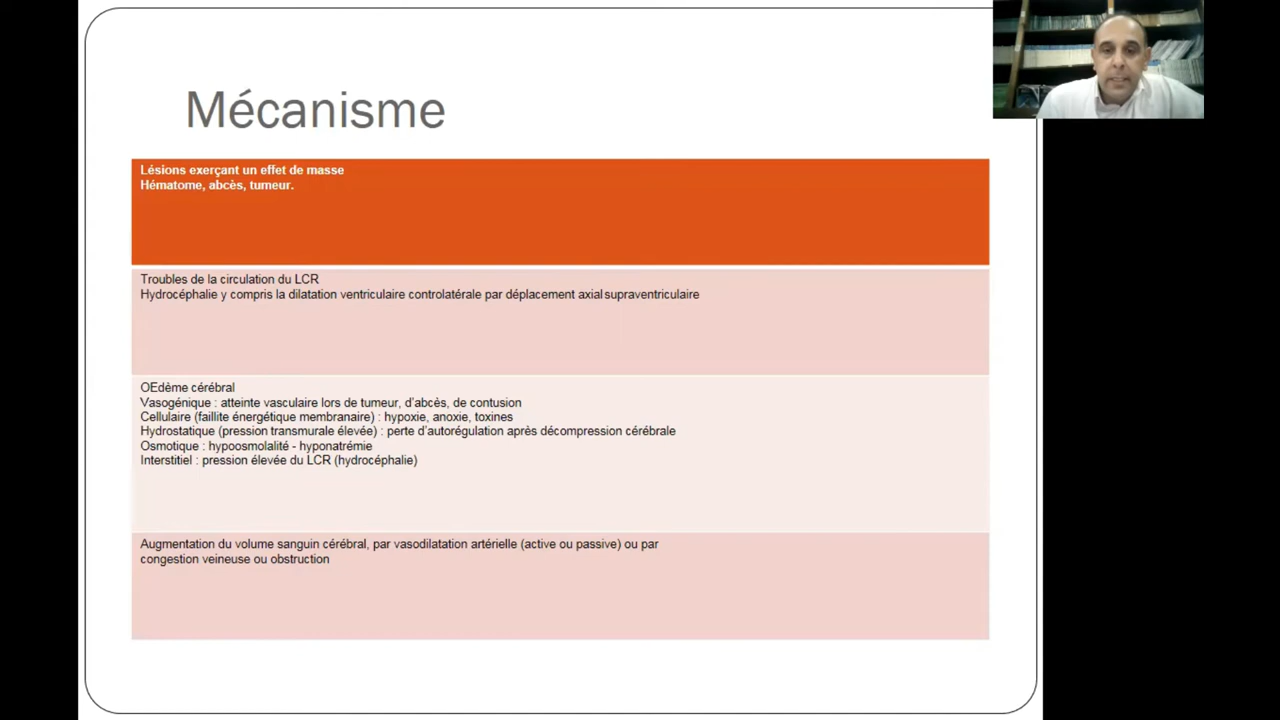 Mécanisme
Lésions exerçant un effet de masse
Hématome, abcès, tumeur.
Troubles de la circulation du LCR
Hydrocéphalie y compris la dilatation ventriculaire controlatérale par déplacement axial supraventriculaire
OEdème cérébral
Vasogénique : atteinte vasculaire lors de tumeur, d'abcès, de contusion
Cellulaire (faillite énergétique membranaire) : hypoxie, anoxie, toxines
Hydrostatique (pression transmurale élevée) : perte d'autorégulation après décompression cérébrale
Osmotique : hypoosmolalité - hyponatrémie
Interstitiel : pression élevée du LCR (hydrocéphalie)
Augmentation du volume sanguin cérébral, par vasodilatation artérielle (active ou passive) ou par
congestion veineuse ou obstruction